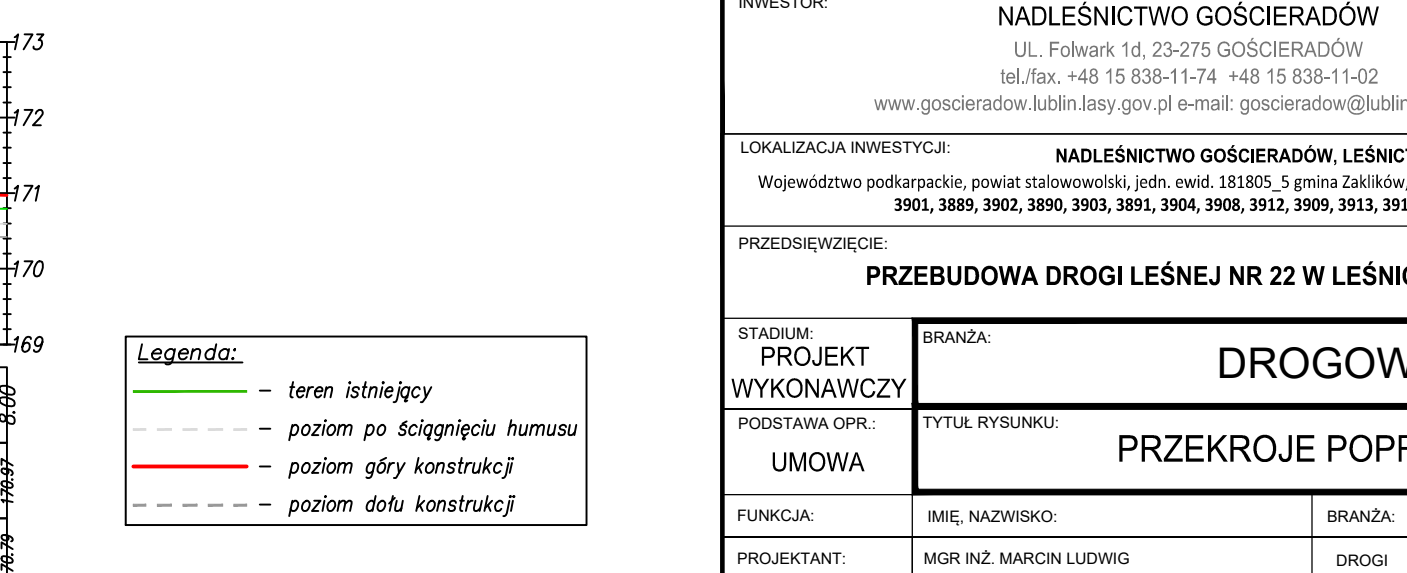 173
172
171
170
169
8.00
170.97
Legenda:
– teren istniejący
– poziom po ściągnięciu humusu
– poziom góry konstrukcji
– poziom dołu konstrukcji
INWESTOR:
NADLEŚNICTWO GOŚCIERADÓW
UL. Folwark 1d, 23-275 GOŚCIERADÓW
tel./fax. +48 15 838-11-74 +48 15 838-11-02
www.goscieradow.lublin.lasy.gov.pl e-mail: goscieradow@lublin
LOKALIZACJA INWESTYCJI:
NADLEŚNICTWO GOŚCIERADÓW, LEŚNICT
Województwo podkarpackie, powiat stalowowolski, jedn. ewid. 181805_5 gmina Zaklików,
3901, 3889, 3902, 3890, 3903, 3891, 3904, 3908, 3912, 3909, 3913, 391
PRZEDSIĘWZIĘCIE:
PRZEBUDOWA DROGI LEŚNEJ NR 22 W LEŚNIC
STADIUM:
PROJEKT
WYKONAWCZY
BRANŻA:
DROGOW
PODSTAWA OPR.:
UMOWA
TYTUŁ RYSUNKU:
PRZEKROJE POPR
FUNKCJA:
IMIĘ, NAZWISKO:
BRANŻA:
PROJEKTANT:
MGR INŻ. MARCIN LUDWIG
DROGI